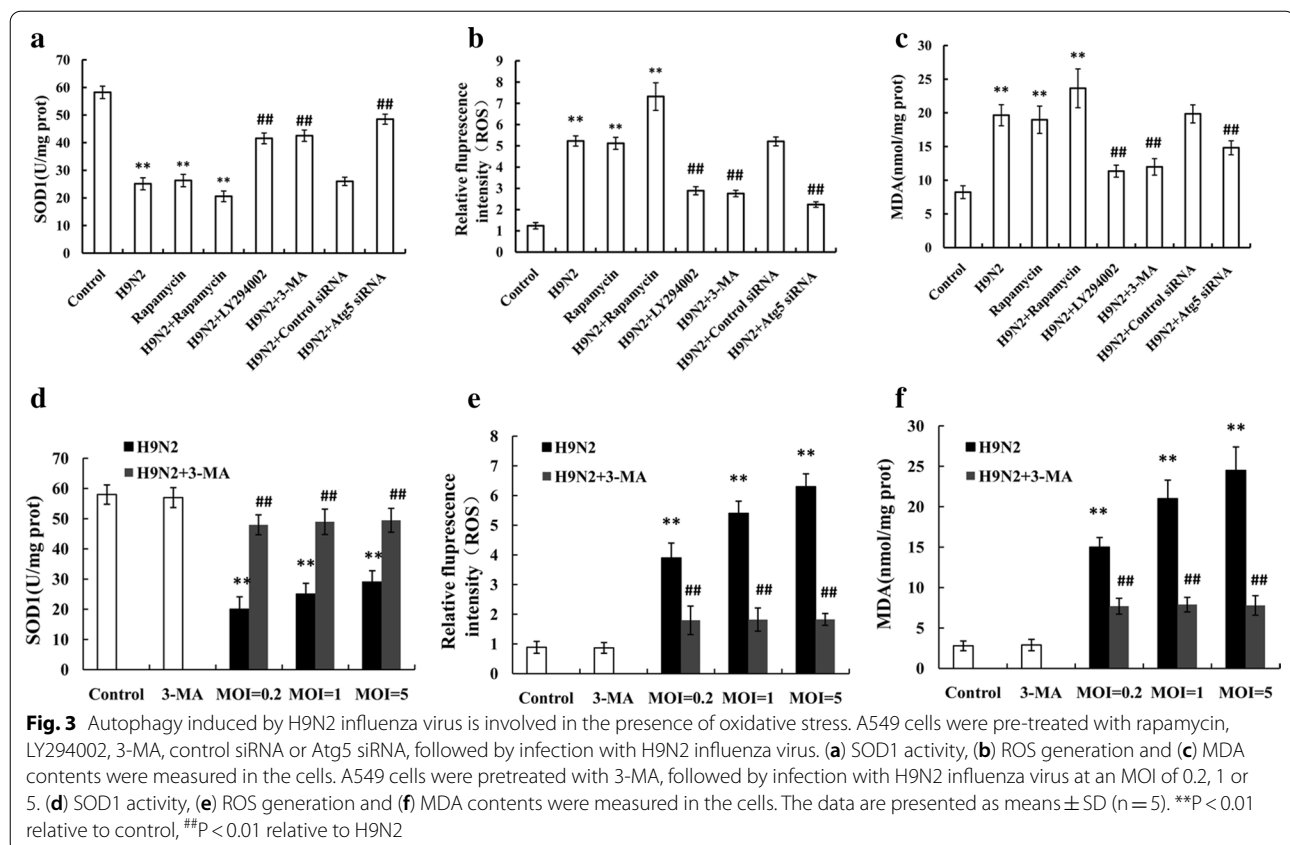 a
70
60
50
40
30
20
10
0
SOD1(U/mg prot)
**
**
**
##
##
##
Control
H9N2
Rapamycin
H9N2+Rapamycin
H9N2+LY294002
H9N2+3-MA
H9N2+Control siRNA
H9N2+Atg5 siRNA
b
9
8
7
6
5
4
3
2
1
0
Relative fluprescence
intensity（ROS）
**
**
**
##
##
##
Control
H9N2
Rapamycin
H9N2+Rapamycin
H9N2+LY294002
H9N2+3-MA
H9N2+Control siRNA
H9N2+Atg5 siRNA
c
30
25
20
15
10
5
0
MDA(nmol/mg prot)
**
**
**
##
##
##
Control
H9N2
Rapamycin
H9N2+Rapamycin
H9N2+LY294002
H9N2+3-MA
H9N2+Control siRNA
H9N2+Atg5 siRNA
d
H9N2
H9N2+3-MA
70
60
50
40
30
20
10
0
SOD1(U/mg prot)
**
##
**
##
**
##
Control 3-MA MOI=0.2 MOI=1 MOI=5
e
H9N2
H9N2+3-MA
8
7
6
5
4
3
2
1
0
Relative fluprescence
intensity（ROS）
**
##
**
##
**
##
Control 3-MA MOI=0.2 MOI=1 MOI=5
f
H9N2
H9N2+3-MA
30
25
20
15
10
5
0
MDA(nmol/mg prot)
**
##
**
##
**
##
Control 3-MA MOI=0.2 MOI=1 MOI=5
Fig. 3 Autophagy induced by H9N2 influenza virus is involved in the presence of oxidative stress. A549 cells were pre-treated with rapamycin,
LY294002, 3-MA, control siRNA or Atg5 siRNA, followed by infection with H9N2 influenza virus. (a) SOD1 activity, (b) ROS generation and (c) MDA
contents were measured in the cells. A549 cells were pretreated with 3-MA, followed by infection with H9N2 influenza virus at an MOI of 0.2, 1 or
5. (d) SOD1 activity, (e) ROS generation and (f) MDA contents were measured in the cells. The data are presented as means ± SD (n = 5). **P < 0.01
relative to control, ##P < 0.01 relative to H9N2